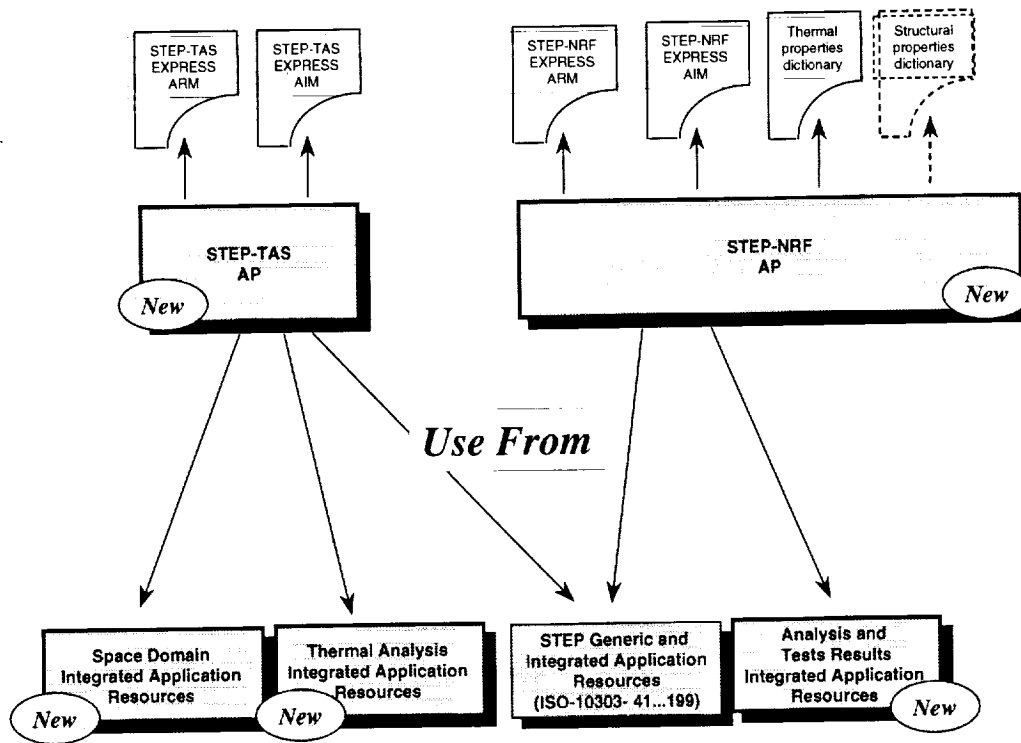 STEP-TAS
EXPRESS
ARM
STEP-TAS
EXPRESS
AIM
STEP-NRF
EXPRESS
ARM
STEP-NRF
EXPRESS
AIM
Thermal
properties
dictionary
Structural
properties
dictionary
STEP-TAS
AP
New
STEP-NRF
AP
New
Use From
Space Domain
Integrated Application
Resources
New
Thermal Analysis
Integrated Application
Resources
New
STEP Generic and
Integrated Application
Resources
(ISO-10303- 41...199)
Analysis and
Tests Results
Integrated Application
Resources
New